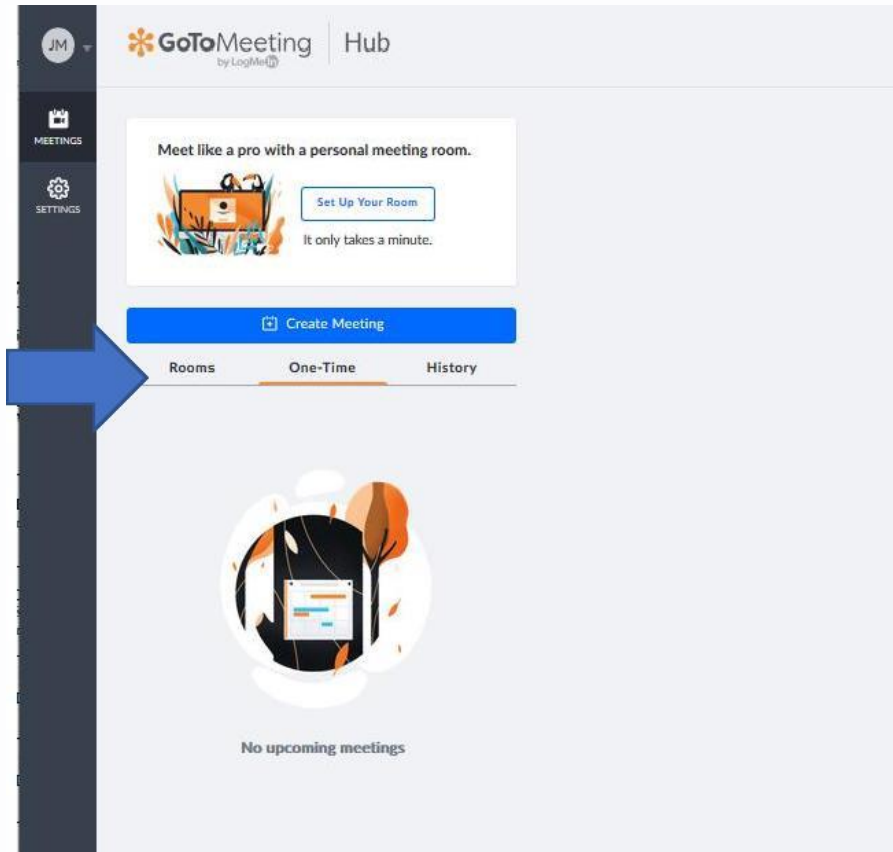 JM
GoToMeeting
by LogMeIn
Hub
MEETINGS
SETTINGS
Meet like a pro with a personal meeting room.
Set Up Your Room
It only takes a minute.
Create Meeting
Rooms One-Time History
No upcoming meetings